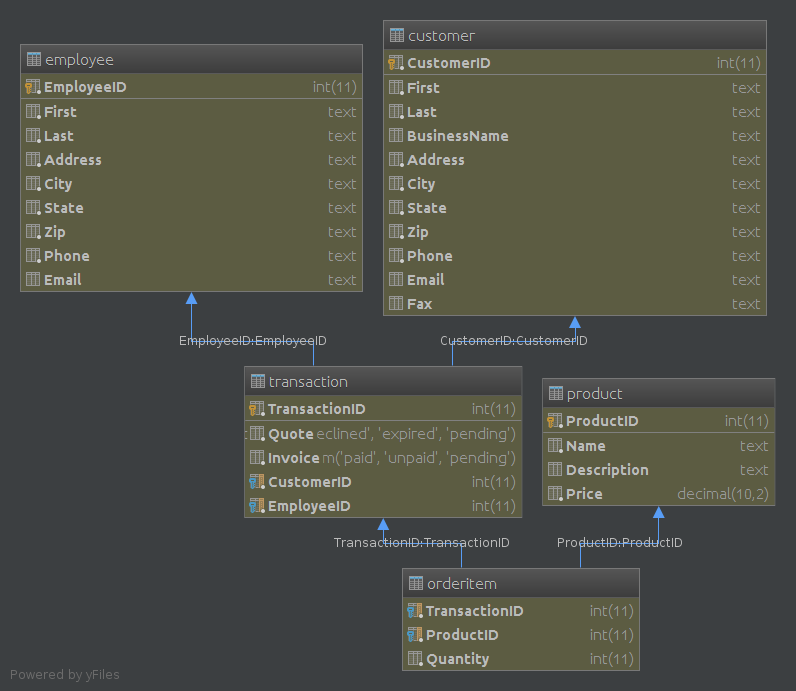 employee
EmployeeID int(11)
First text
Last text
Address text
City text
State text
Zip text
Phone text
Email text
customer
CustomerID int(11)
First text
Last text
BusinessName text
Address text
City text
State text
Zip text
Phone text
Email text
Fax text
EmployeeID:EmployeeID
CustomerID:CustomerID
transaction
TransactionID int(11)
Quote eclined', 'expired', 'pending')
Invoice m('paid', 'unpaid', 'pending')
CustomerID int(11)
EmployeeID int(11)
product
ProductID int(11)
Name text
Description text
Price decimal(10,2)
TransactionID:TransactionID
ProductID:ProductID
orderitem
TransactionID int(11)
ProductID int(11)
Quantity int(11)
Powered by yFiles